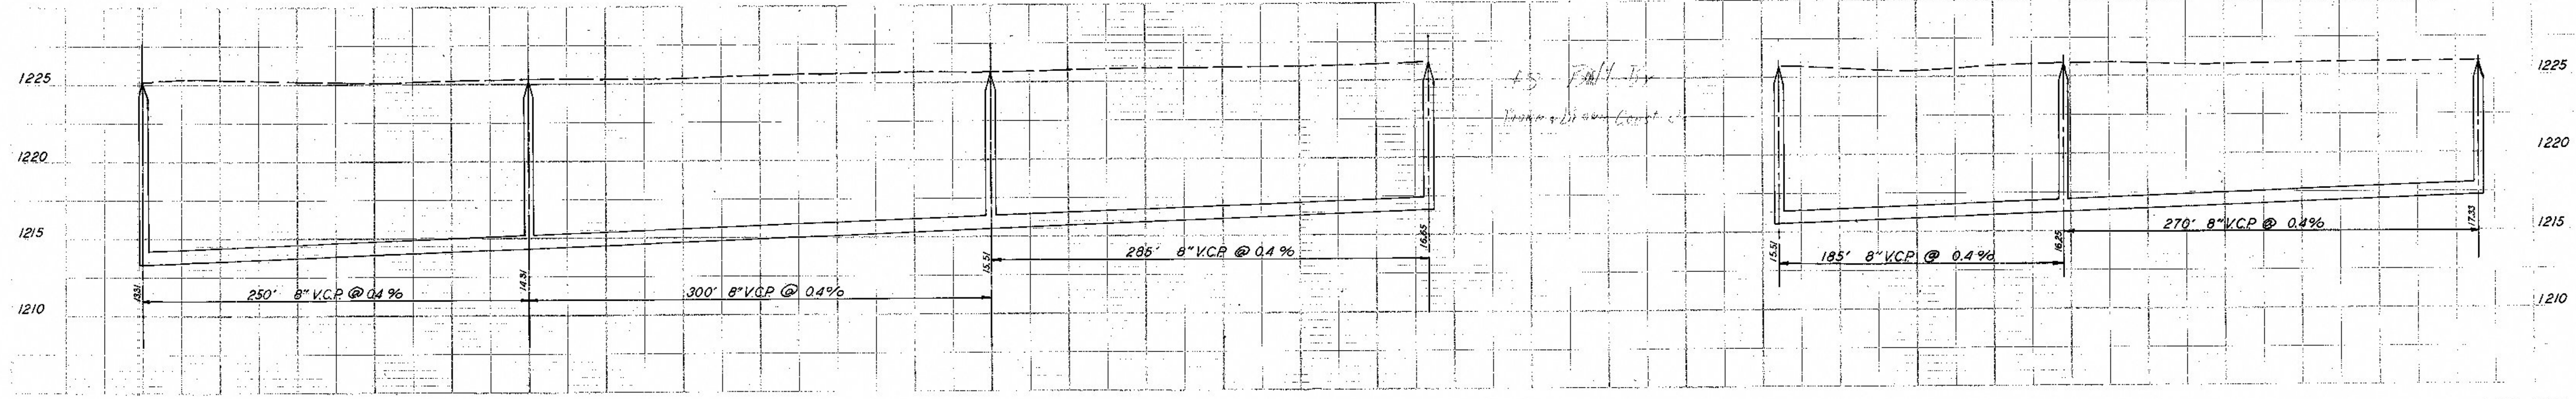 1225
1220
1215
1210
13.31
250' 8" V.C.P. @ 0.4%
14.31
300' 8" V.C.P. @ 0.4%
15.51
285' 8" V.C.P. @ 0.4%
16.65
As Built
15.51
185' 8" V.C.P. @ 0.4%
16.25
270' 8" V.C.P. @ 0.4%
17.33
1225
1220
1215
1210